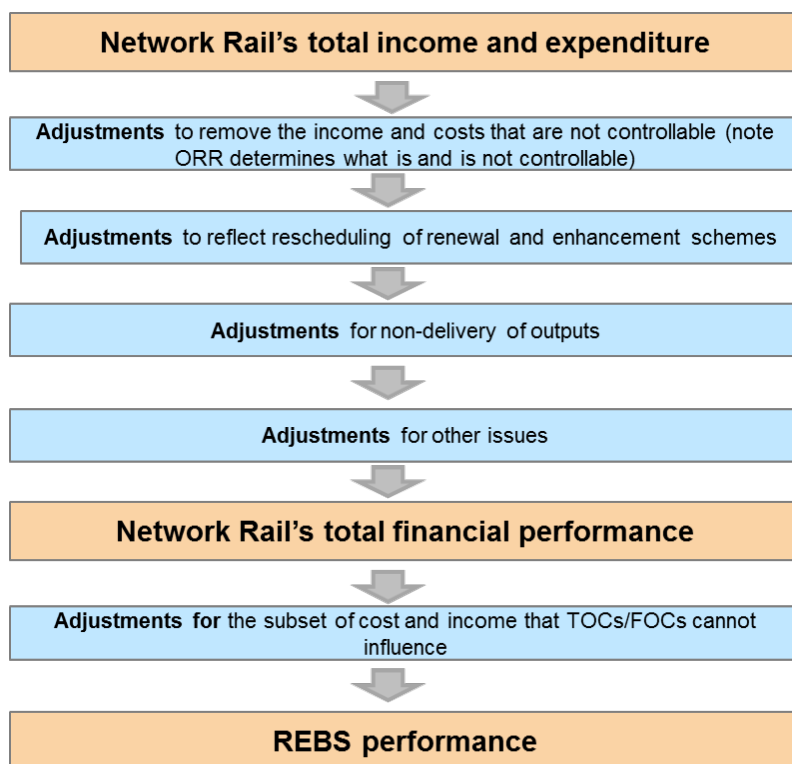 Network Rail's total income and expenditure
Adjustments to remove the income and costs that are not controllable (note
ORR determines what is and is not controllable)
Adjustments to reflect rescheduling of renewal and enhancement schemes
Adjustments for non-delivery of outputs
Adjustments for other issues
Network Rail's total financial performance
Adjustments for the subset of cost and income that TOCs/FOCs cannot
influence
REBS performance